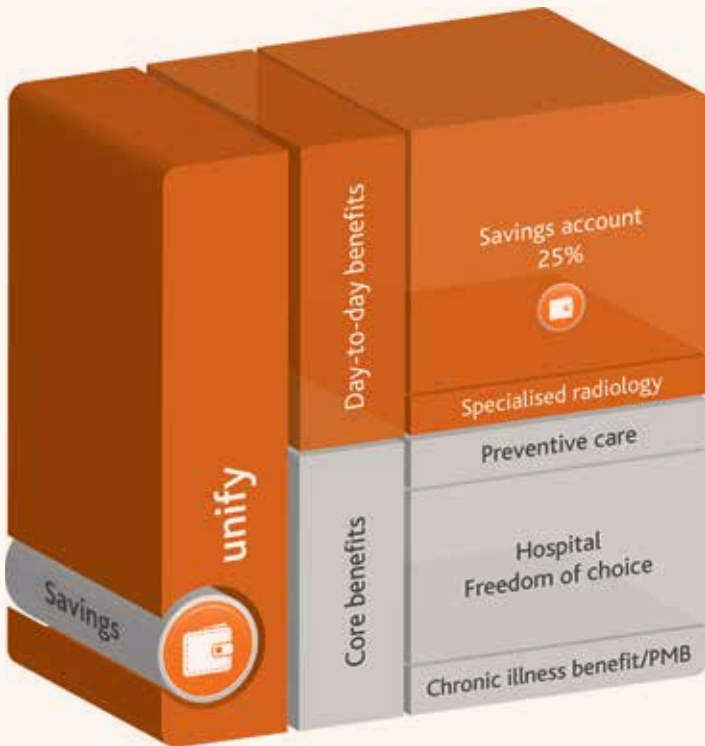 Savings
unify
Day-to-day benefits
Savings account
25%
Specialised radiology
Core benefits
Preventive care
Hospital
Freedom of choice
Chronic illness benefit/PMB